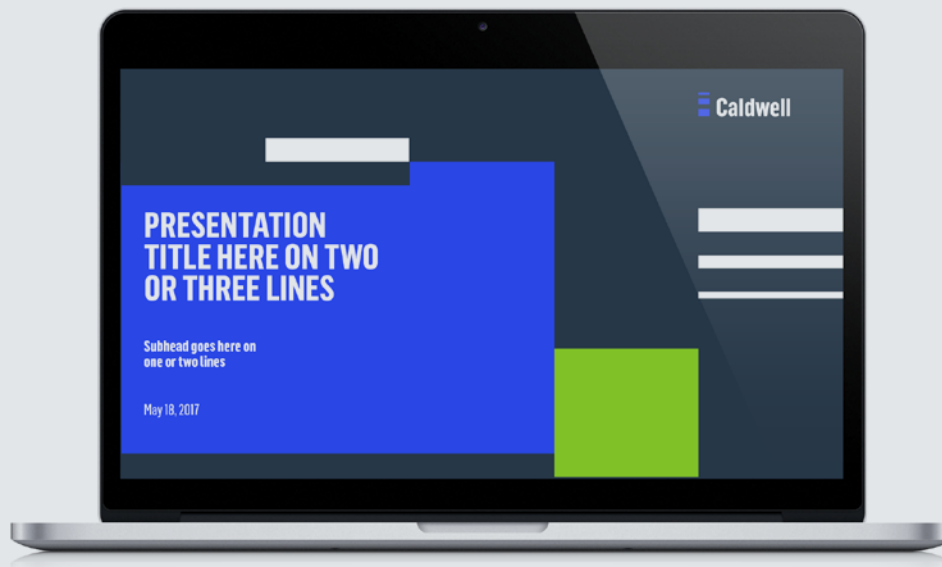 Caldwell
PRESENTATION
TITLE HERE ON TWO
OR THREE LINES
Subhead goes here on
one or two lines
May 18, 2017